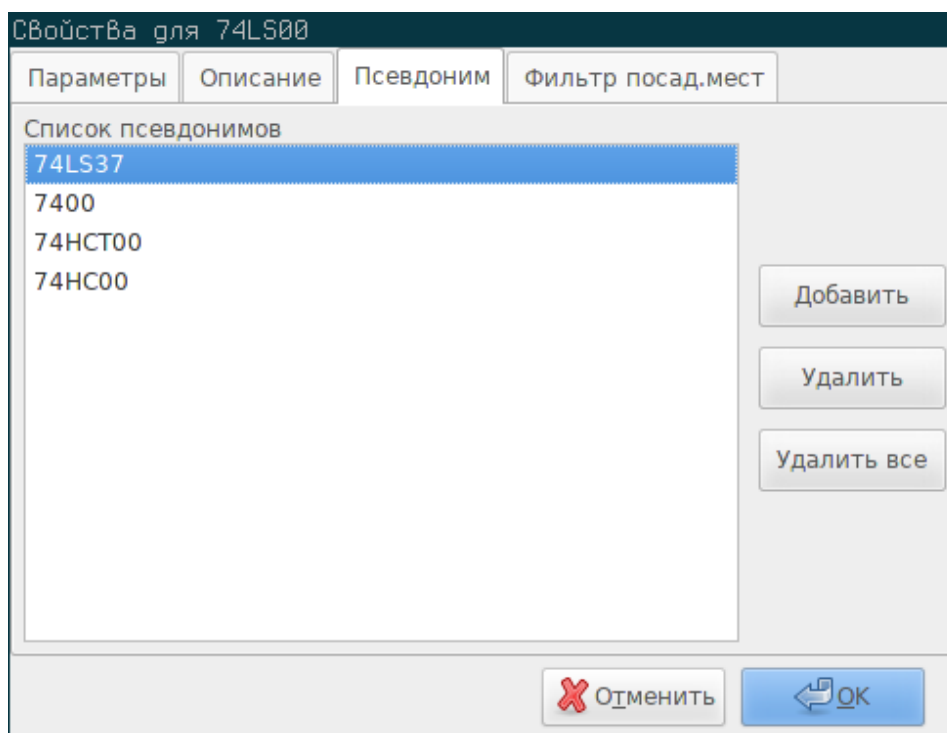 Свойства для 74LS00
Параметры Описание Псевдоним Фильтр посад.мест
Список псевдонимов
74LS37
7400
74HCT00
74HC00
Добавить
Удалить
Удалить все
Отменить OK